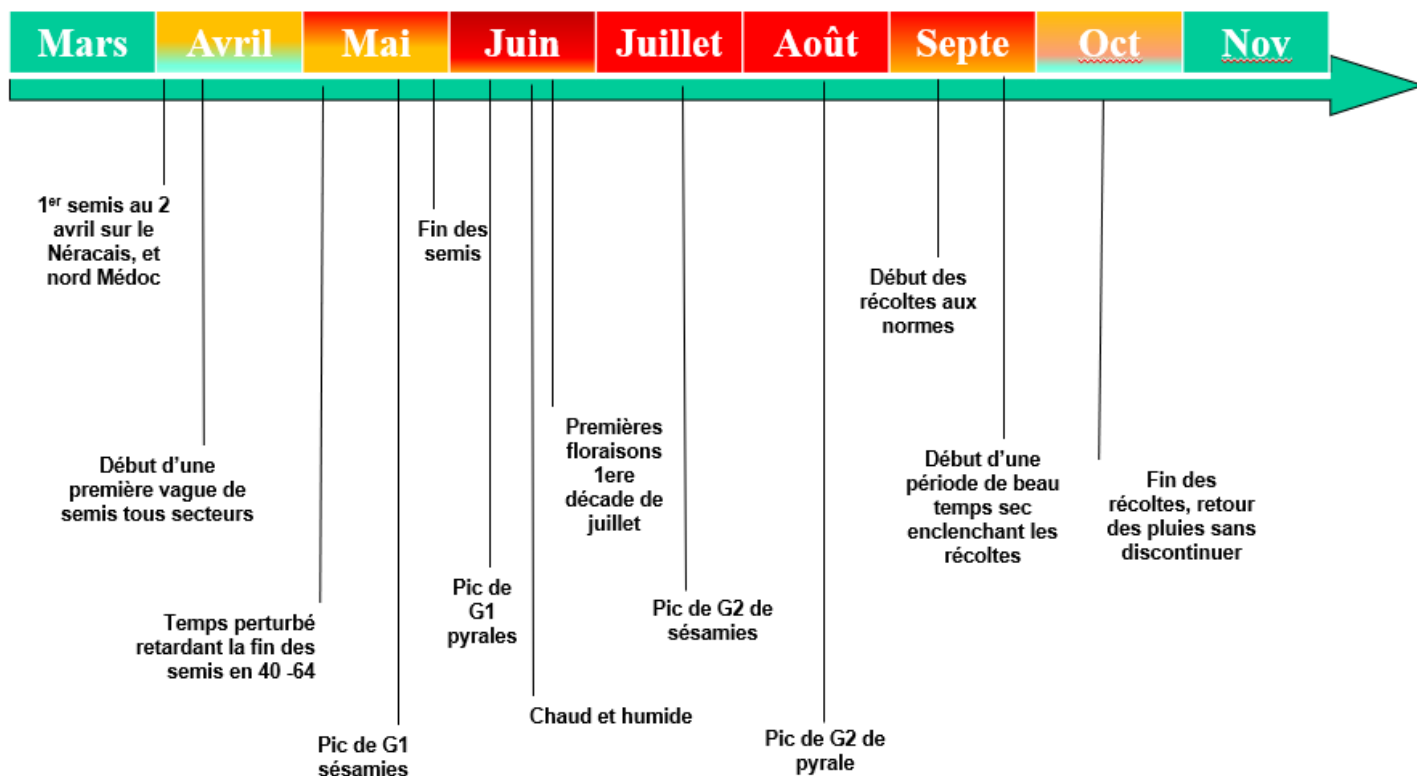 Mars Avril Mai Juin Juillet Août Septe Oct Nov
1er semis au 2
avril sur le
Néracais, et
nord Médoc
Début d’une
première vague de
semis tous secteurs
Temps perturbé
retardant la fin des
semis en 40 -64
Pic de G1
sésamies
Fin des
semis
Pic de
G1
pyrales
Chaud et humide
Premières
floraisons
1ere
décade de
juillet
Pic de G2 de
sésamies
Pic de G2 de
pyrale
Début des
récoltes aux
normes
Début d’une
période de beau
temps sec
enclenchant les
récoltes
Fin des
récoltes, retour
des pluies sans
discontinuer